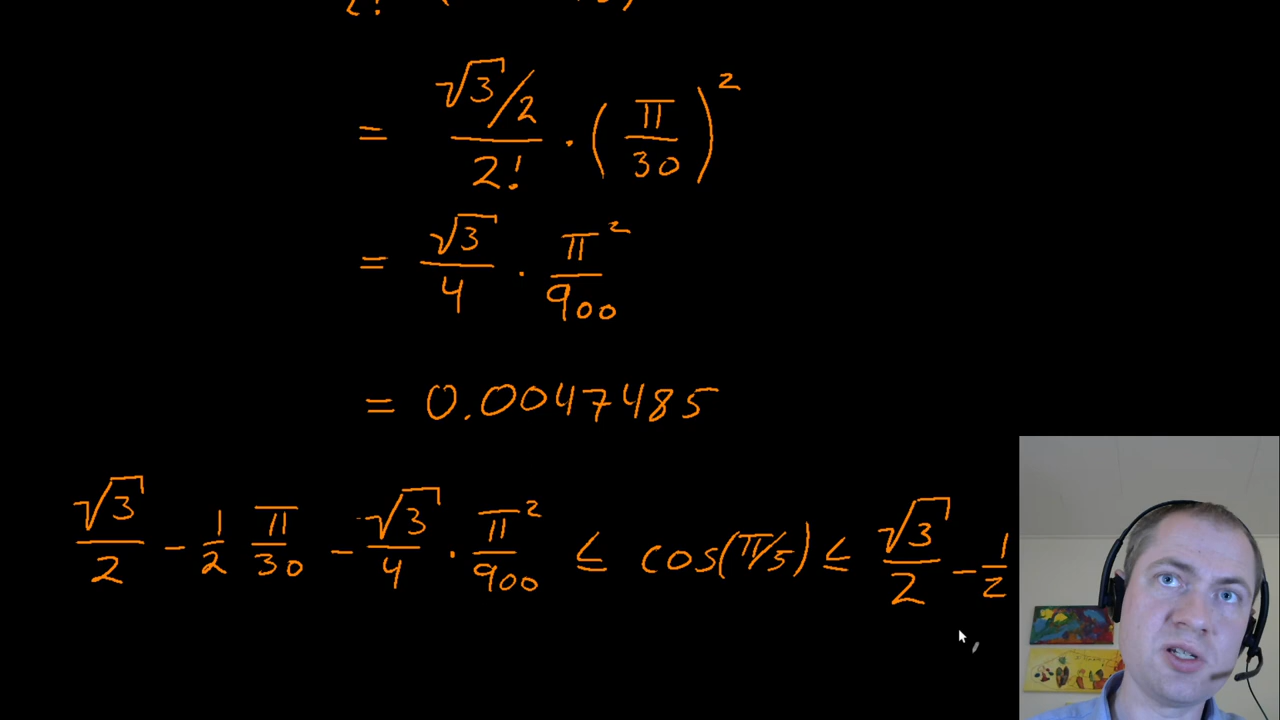 2!
= √3/2 / 2! · (π/30)²
= √3/4 · π²/900
= 0.0047485
√3/2 - 1/2 π/30 - √3/4 · π²/900 ≤ cos(π/5) ≤ √3/2 - 1/2